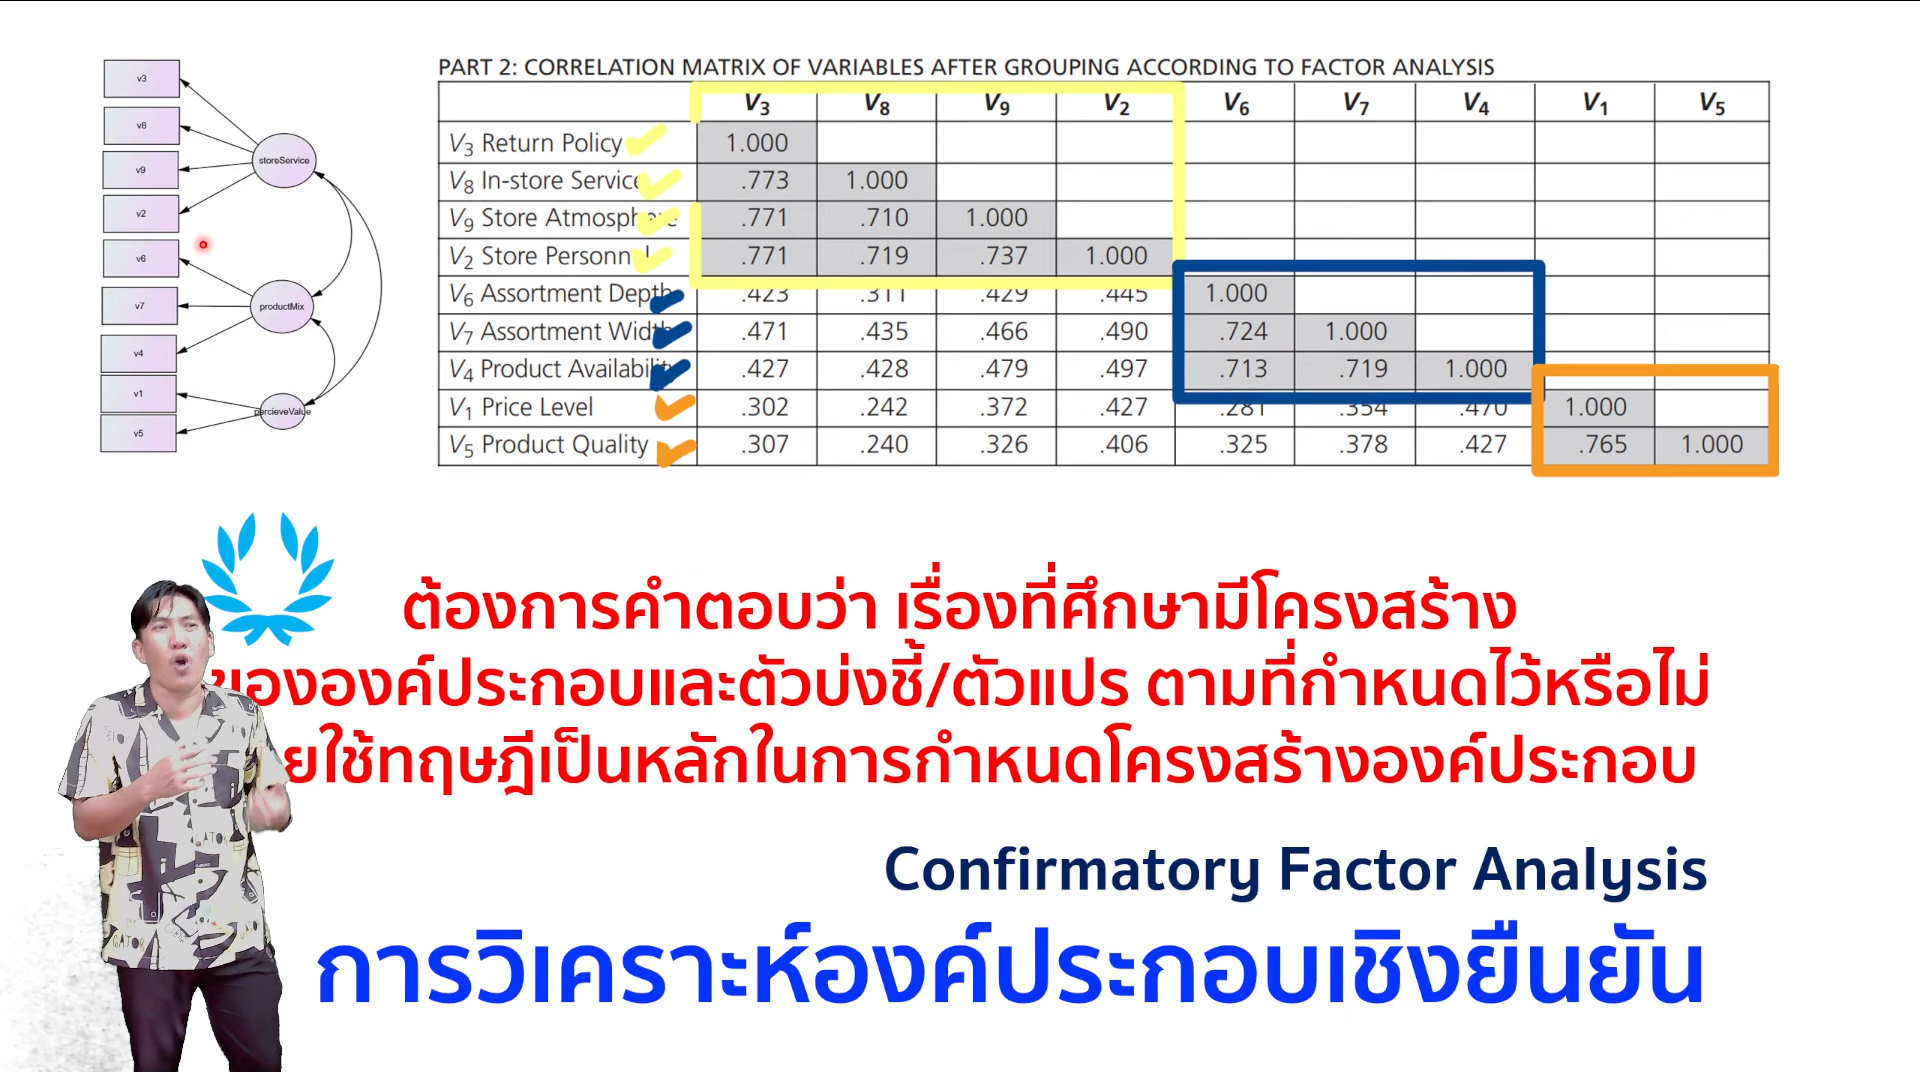 v3
v8
v9
v2
v6
v7
v4
v1
v5
storeService
productMix
percieveValue
PART 2: CORRELATION MATRIX OF VARIABLES AFTER GROUPING ACCORDING TO FACTOR ANALYSIS
V3 V8 V9 V2 V6 V7 V4 V1 V5
V3 Return Policy 1.000
V8 In-store Service .773 1.000
V9 Store Atmosphere .771 .710 1.000
V2 Store Personnel .771 .719 .737 1.000
V6 Assortment Depth .423 .311 .429 .445 1.000
V7 Assortment Width .471 .435 .466 .490 .724 1.000
V4 Product Availability .427 .428 .479 .497 .713 .719 1.000
V1 Price Level .302 .242 .372 .427 .281 .354 .470 1.000
V5 Product Quality .307 .240 .326 .406 .325 .378 .427 .765 1.000
ต้องการคำตอบว่า เรื่องที่ศึกษามีโครงสร้าง
ขององค์ประกอบและตัวบ่งชี้/ตัวแปร ตามที่กำหนดไว้หรือไม่
ยใช้ทฤษฎีเป็นหลักในการกำหนดโครงสร้างองค์ประกอบ
Confirmatory Factor Analysis
การวิเคราะห์องค์ประกอบเชิงยืนยัน